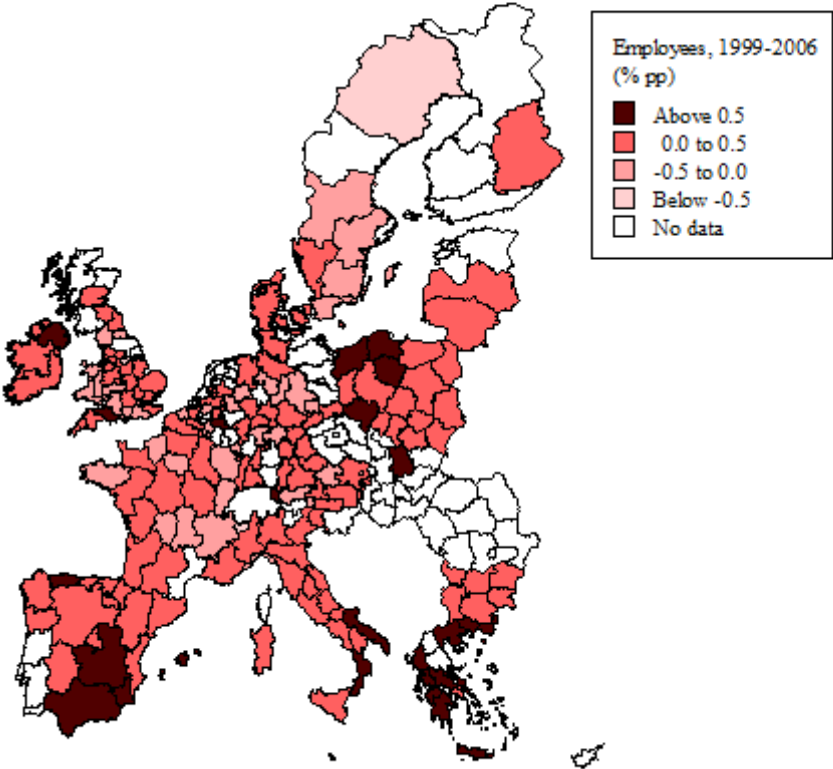 Employees, 1999-2006
(% pp)
Above 0.5
0.0 to 0.5
-0.5 to 0.0
Below -0.5
No data